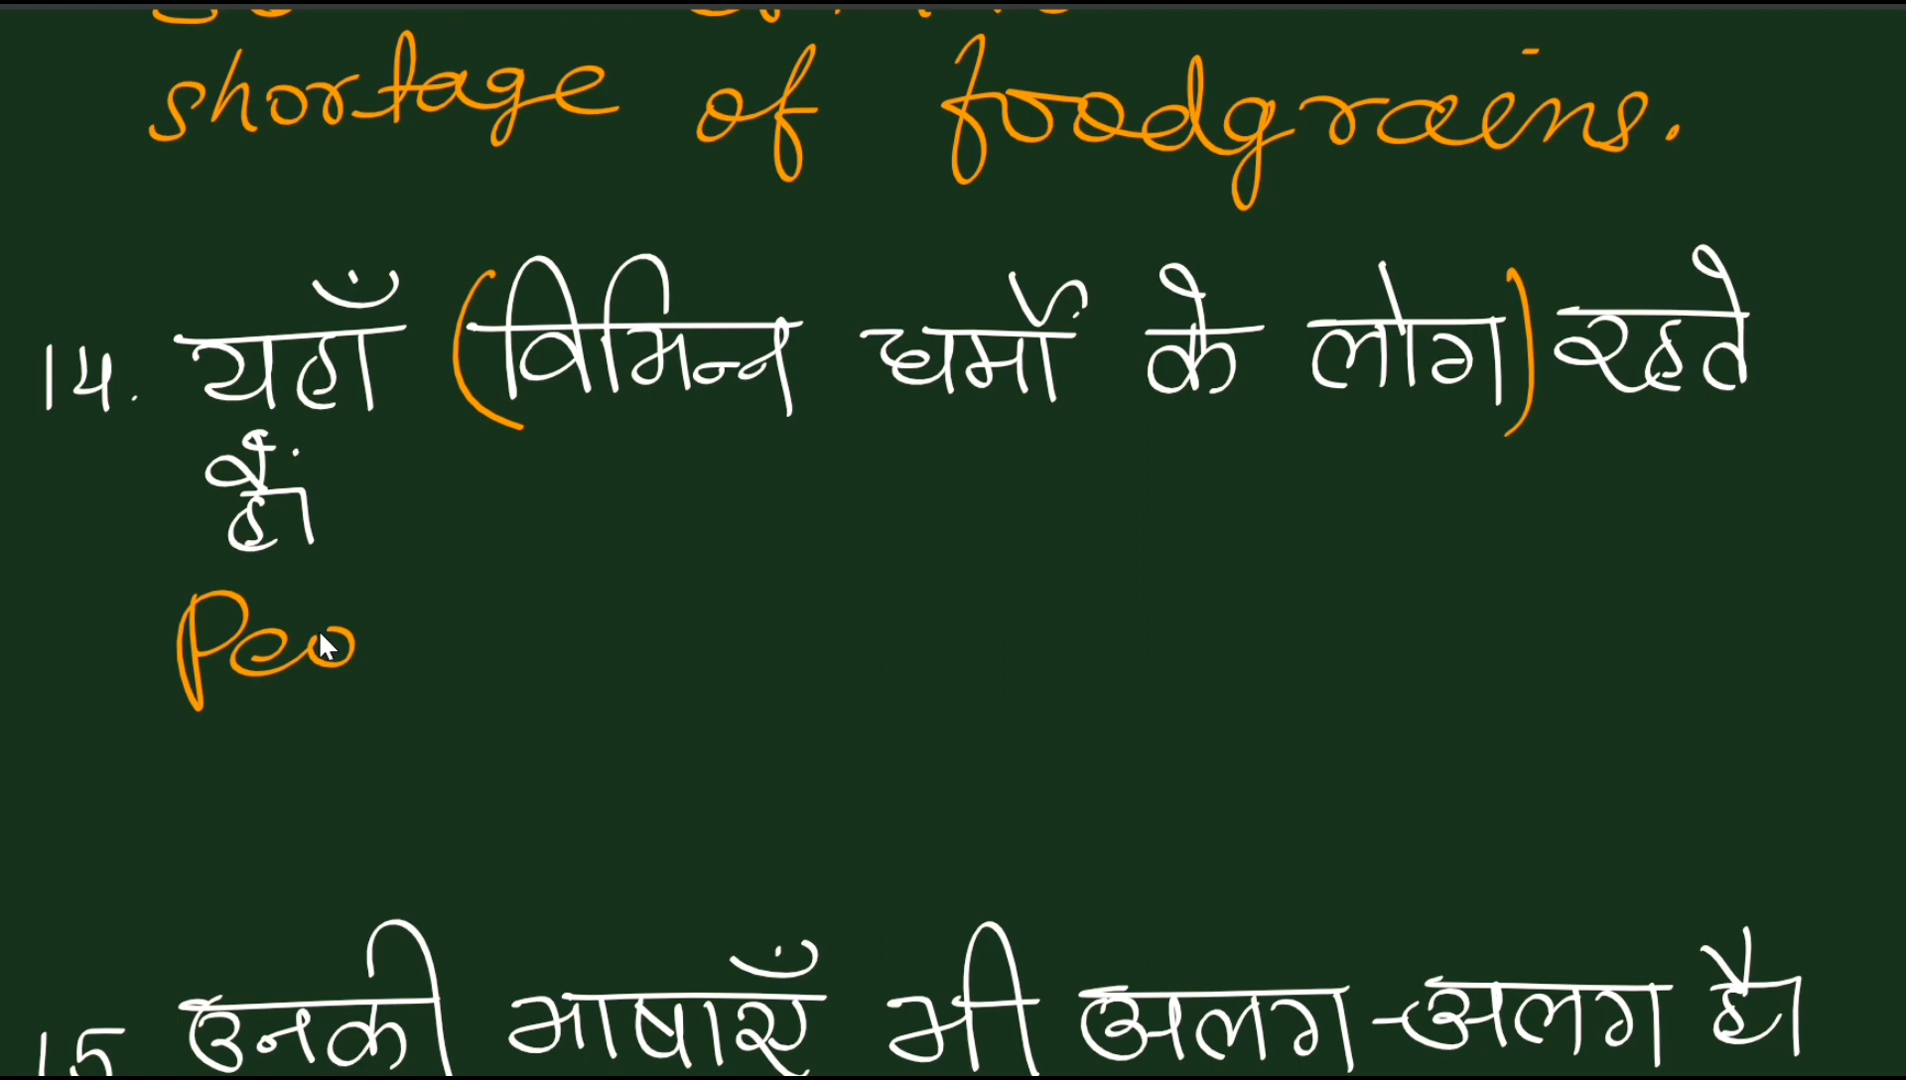 shortage of foodgrains.
14. यहाँ (विभिन्न धर्मों के लोग) रहते
हैं।
Peo
15 उनकी भाषाएँ भी अलग-अलग है।